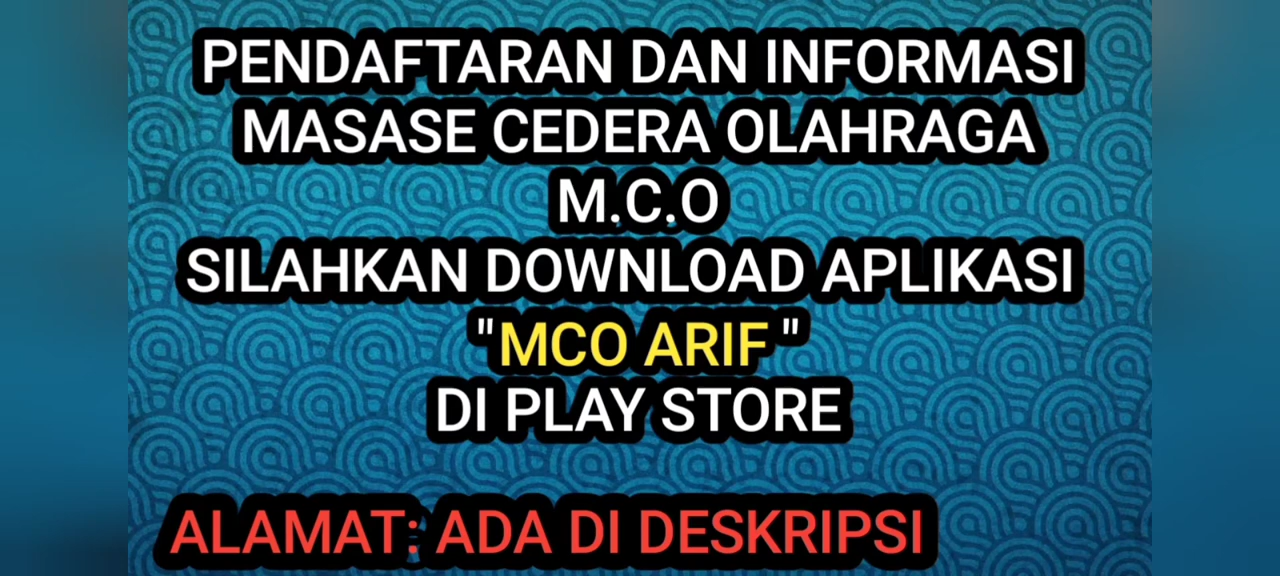 PENDAFTARAN DAN INFORMASI
MASASE CEDERA OLAHRAGA
M.C.O
SILAHKAN DOWNLOAD APLIKASI
"MCO ARIF"
DI PLAY STORE
ALAMAT: ADA DI DESKRIPSI